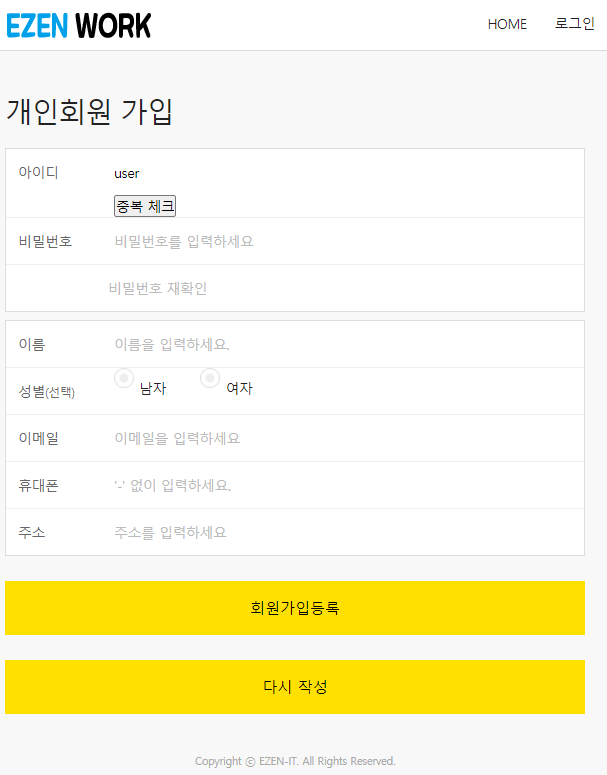 EZEN WORK
HOME 로그인
개인회원 가입
아이디 user
중복 체크
비밀번호 비밀번호를 입력하세요
비밀번호 재확인
이름 이름을 입력하세요.
성별(선택) 남자 여자
이메일 이메일을 입력하세요
휴대폰 '-' 없이 입력하세요.
주소 주소를 입력하세요
회원가입등록
다시 작성
Copyright ⓒ EZEN-IT. All Rights Reserved.